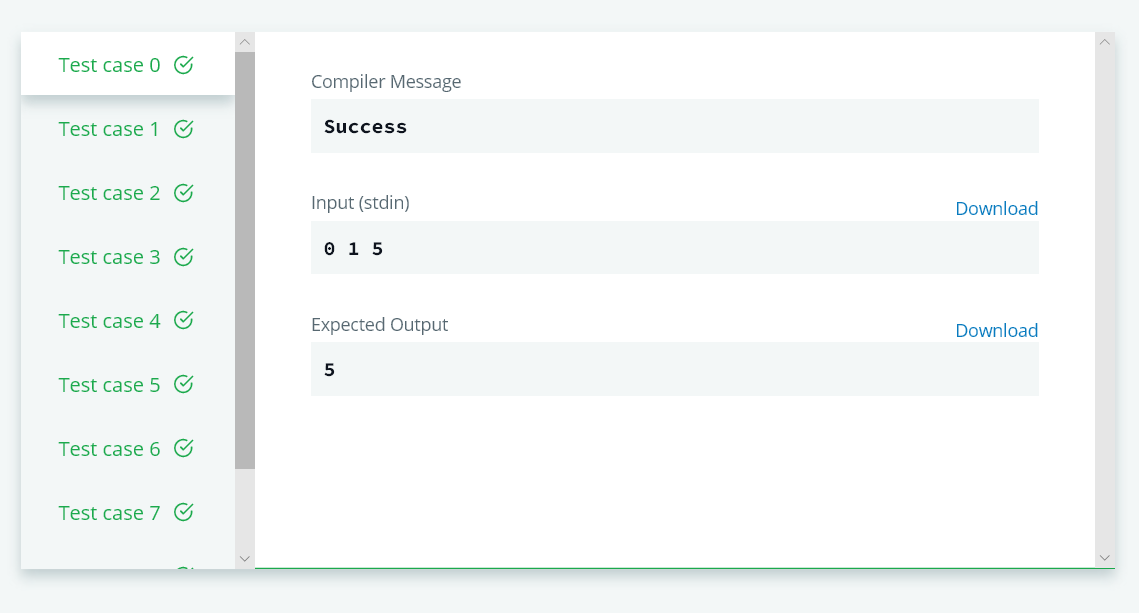 Test case 0
Test case 1
Test case 2
Test case 3
Test case 4
Test case 5
Test case 6
Test case 7
Compiler Message
Success
Input (stdin)
Download
0 1 5
Expected Output
Download
5